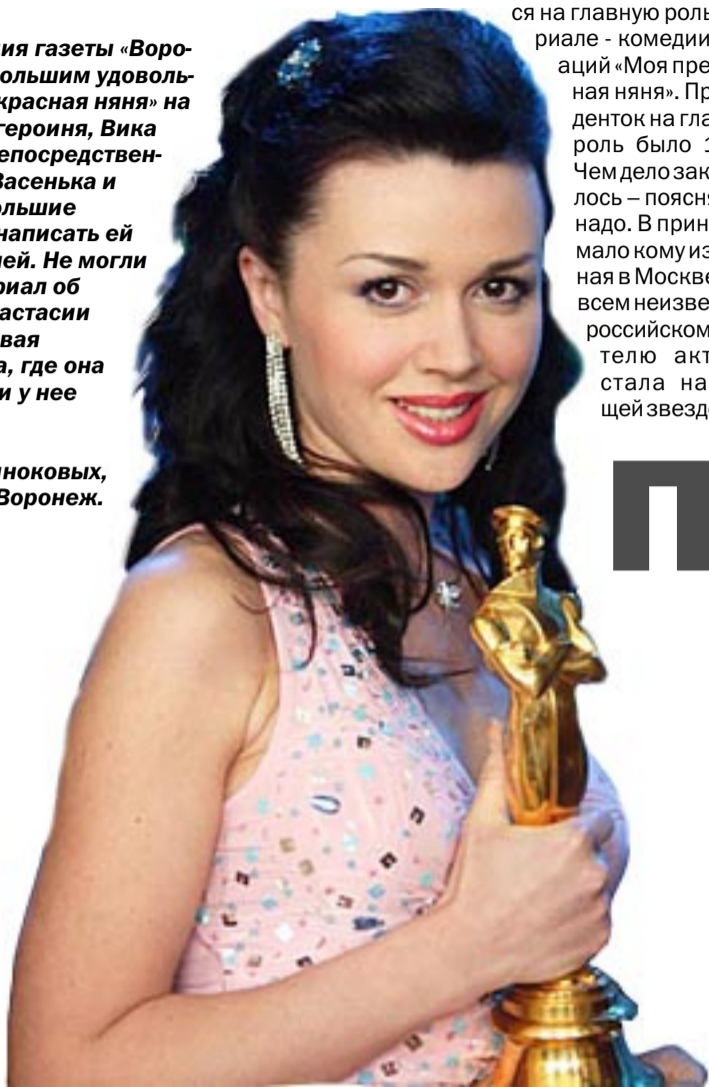 ия газеты «Воро-
ольшим удоволь-
красная няня» на
героиня, Вика
епосредствен-
Васенька и
ольшие
написать ей
ней. Не могли
риал об
настасии
вая
а, где она
и у нее
иноковых,
Воронеж.
ся на главную роль
риале - комедии
аций «Моя пре
ная няня». Пр
денток на гла
роль было 1
Чем дело зак
лось – поясня
надо. В прин
мало кому из
ная в Москве
всем неизве
российском
телю акт
стала на
щей звезд
П